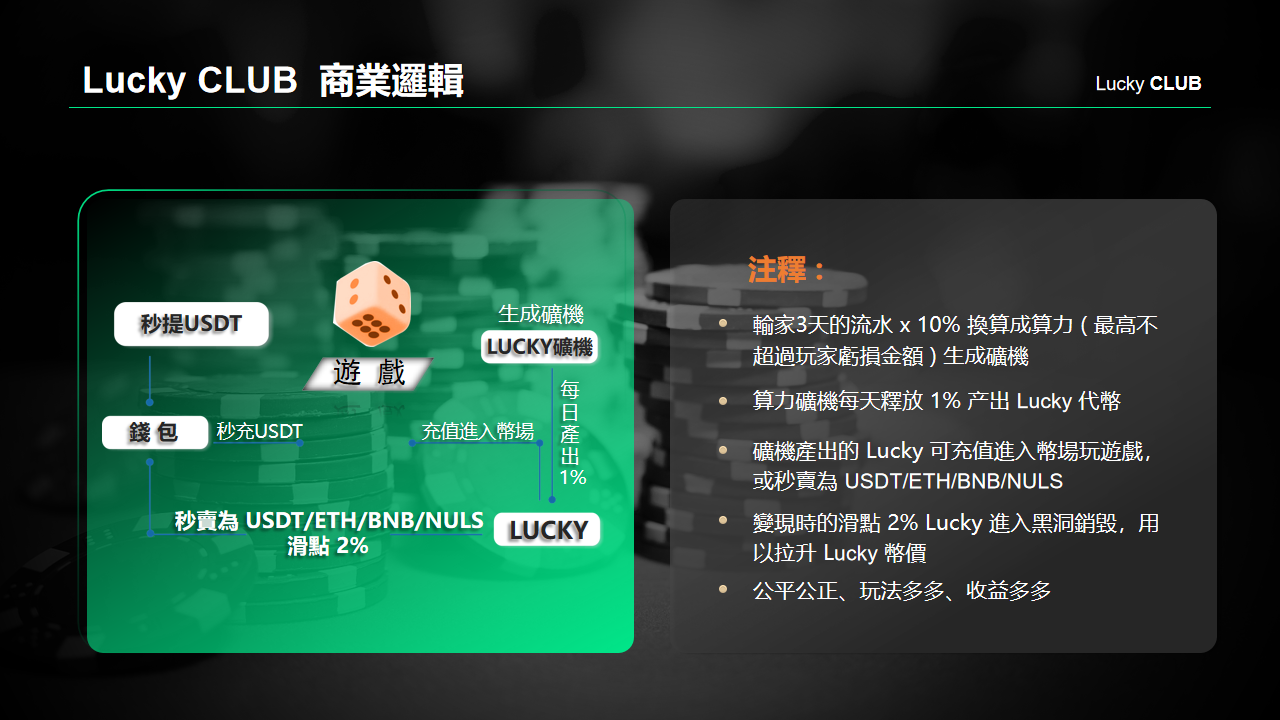 Lucky CLUB 商業邏輯
Lucky CLUB
秒提USDT
遊 戲
生成礦機
LUCKY礦機
每日產出1%
錢 包
秒充USDT
充值進入幣場
秒賣為 USDT/ETH/BNB/NULS
滑點 2%
LUCKY
注釋：
輸家3天的流水 x 10% 換算成算力 ( 最高不
超過玩家虧損金額 ) 生成礦機
算力礦機每天釋放 1% 产出 Lucky 代幣
礦機產出的 Lucky 可充值進入幣場玩遊戲，
或秒賣為 USDT/ETH/BNB/NULS
變現時的滑點 2% Lucky 進入黑洞銷毀，用
以拉升 Lucky 幣價
公平公正、玩法多多、收益多多